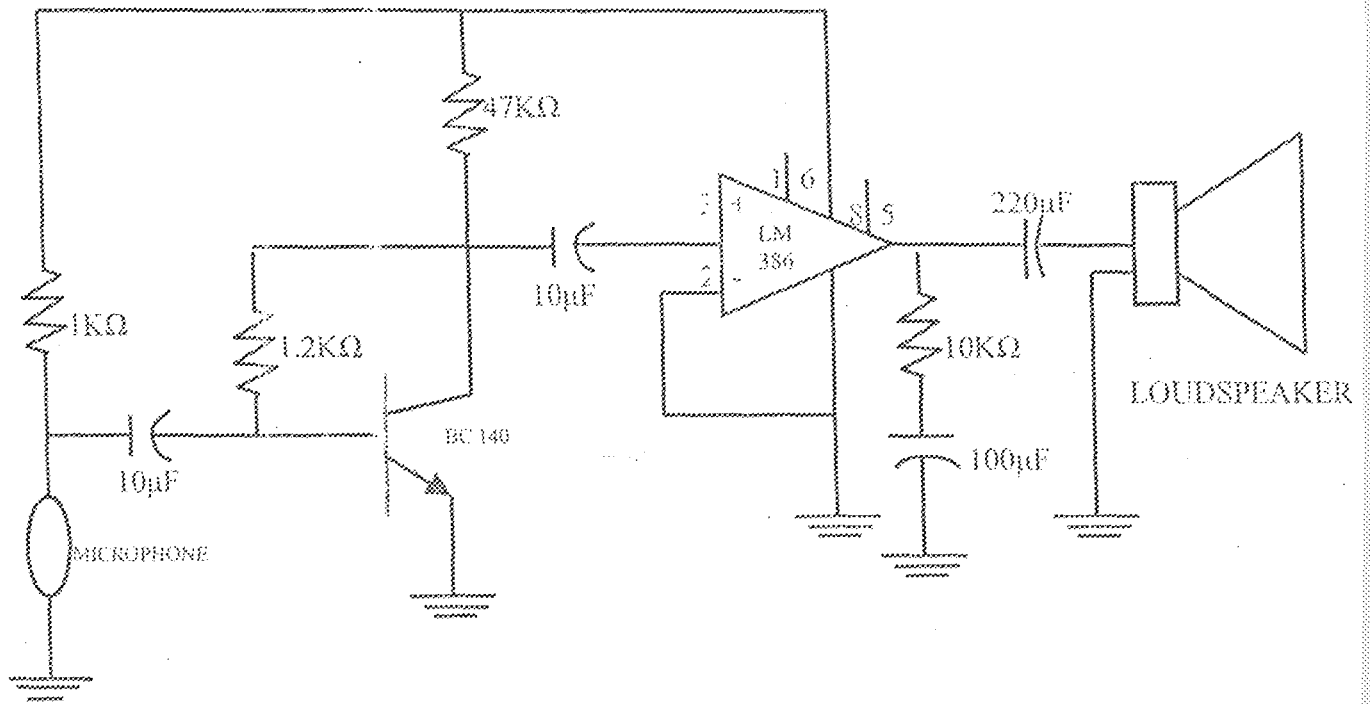 47KΩ
1 6
8 5
3 +
LM
386
2 -
220μF
10μF
1KΩ
1.2KΩ
10KΩ
LOUDSPEAKER
BC 140
10μF
100μF
MICROPHONE